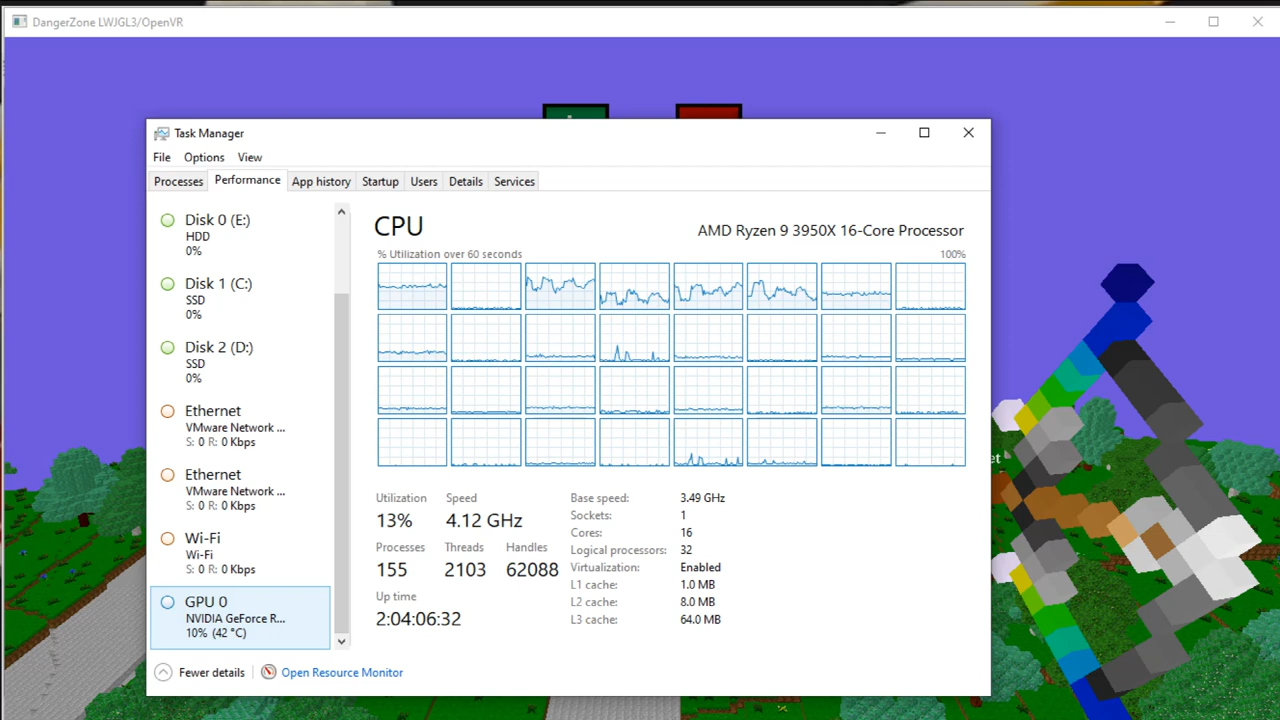 DangerZone LWJGL3/OpenVR
Task Manager
File Options View
Processes Performance App history Startup Users Details Services
Disk 0 (E:)
HDD
0%
Disk 1 (C:)
SSD
0%
Disk 2 (D:)
SSD
0%
Ethernet
VMware Network ...
S: 0 R: 0 Kbps
Ethernet
VMware Network ...
S: 0 R: 0 Kbps
Wi-Fi
Wi-Fi
S: 0 R: 0 Kbps
GPU 0
NVIDIA GeForce R...
10% (42 °C)
CPU
AMD Ryzen 9 3950X 16-Core Processor
% Utilization over 60 seconds
100%
Utilization Speed
13% 4.12 GHz
Processes Threads Handles
155 2103 62088
Up time
2:04:06:32
Base speed: 3.49 GHz
Sockets: 1
Cores: 16
Logical processors: 32
Virtualization: Enabled
L1 cache: 1.0 MB
L2 cache: 8.0 MB
L3 cache: 64.0 MB
Fewer details
Open Resource Monitor